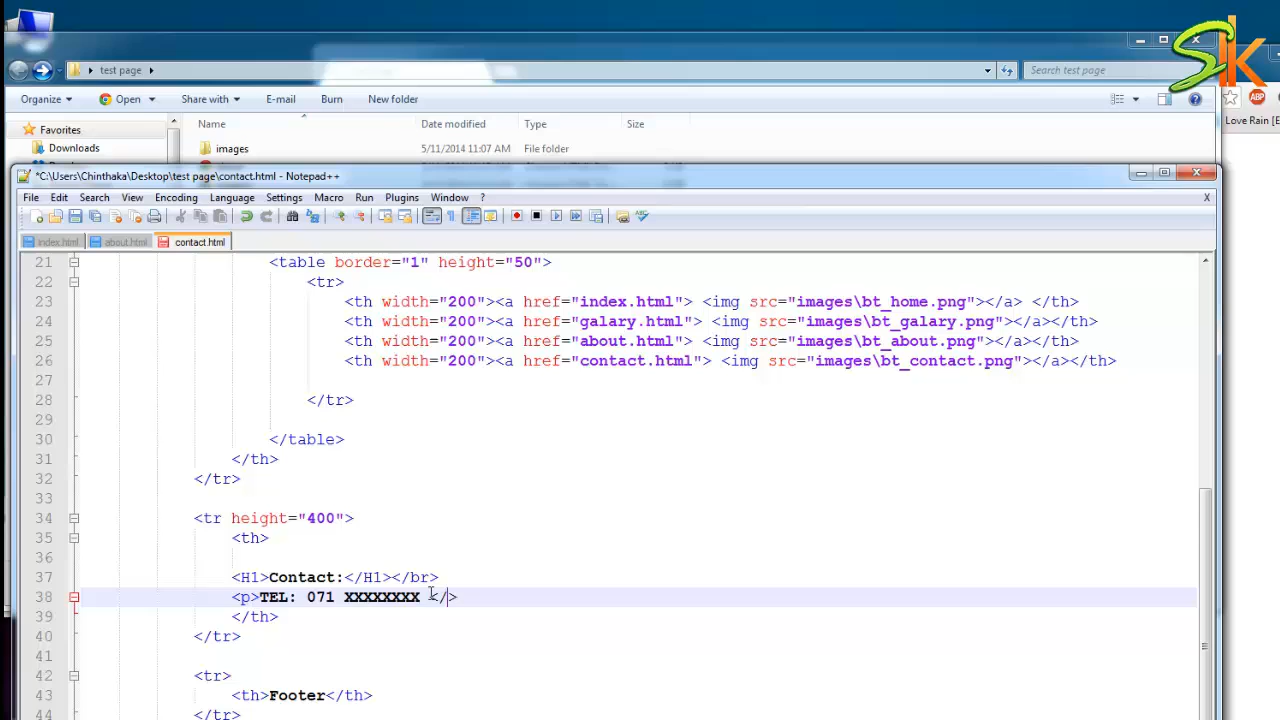 SLK
test page
Search test page
Organize Open Share with E-mail Burn New folder
Name Date modified Type Size
Favorites
Downloads
images 5/11/2014 11:07 AM File folder
ABP
Love Rain [E
*C:\Users\Chinthaka\Desktop\test page\contact.html - Notepad++
File Edit Search View Encoding Language Settings Macro Run Plugins Window ? X
index.html about.html contact.html
21 <table border="1" height="50">
22 <tr>
23 <th width="200"><a href="index.html"> <img src="images\bt_home.png"></a> </th>
24 <th width="200"><a href="galary.html"> <img src="images\bt_galary.png"></a></th>
25 <th width="200"><a href="about.html"> <img src="images\bt_about.png"></a></th>
26 <th width="200"><a href="contact.html"> <img src="images\bt_contact.png"></a></th>
27
28 </tr>
29
30 </table>
31 </th>
32 </tr>
33
34 <tr height="400">
35 <th>
36
37 <H1>Contact:</H1></br>
38 <p>TEL: 071 XXXXXXXX </>
39 </th>
40 </tr>
41
42 <tr>
43 <th>Footer</th>
44 </tr>